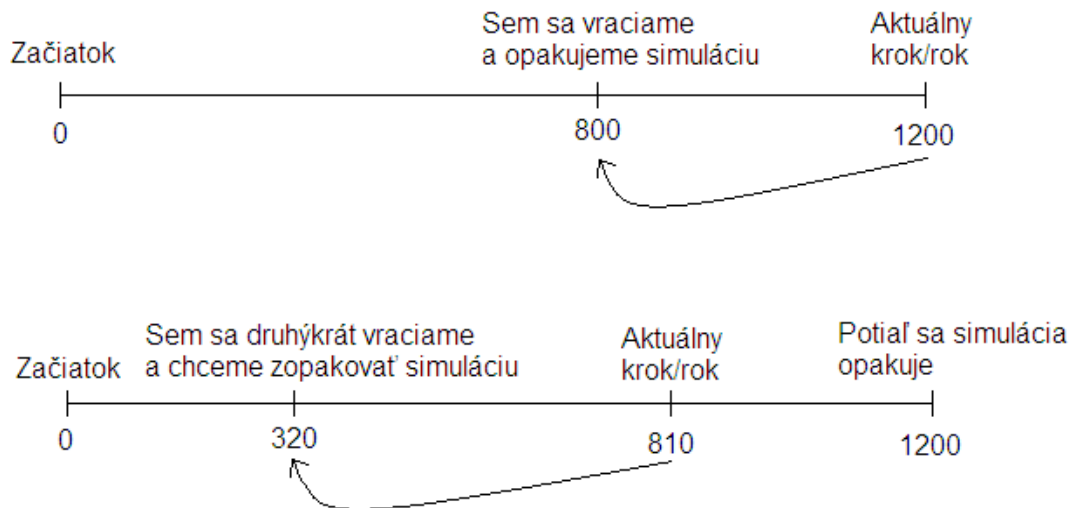 Začiatok
Sem sa vraciame
a opakujeme simuláciu
Aktuálny
krok/rok
0
800
1200
Začiatok
Sem sa druhýkrát vraciame
a chceme zopakovať simuláciu
Aktuálny
krok/rok
Potiaľ sa simulácia
opakuje
0
320
810
1200